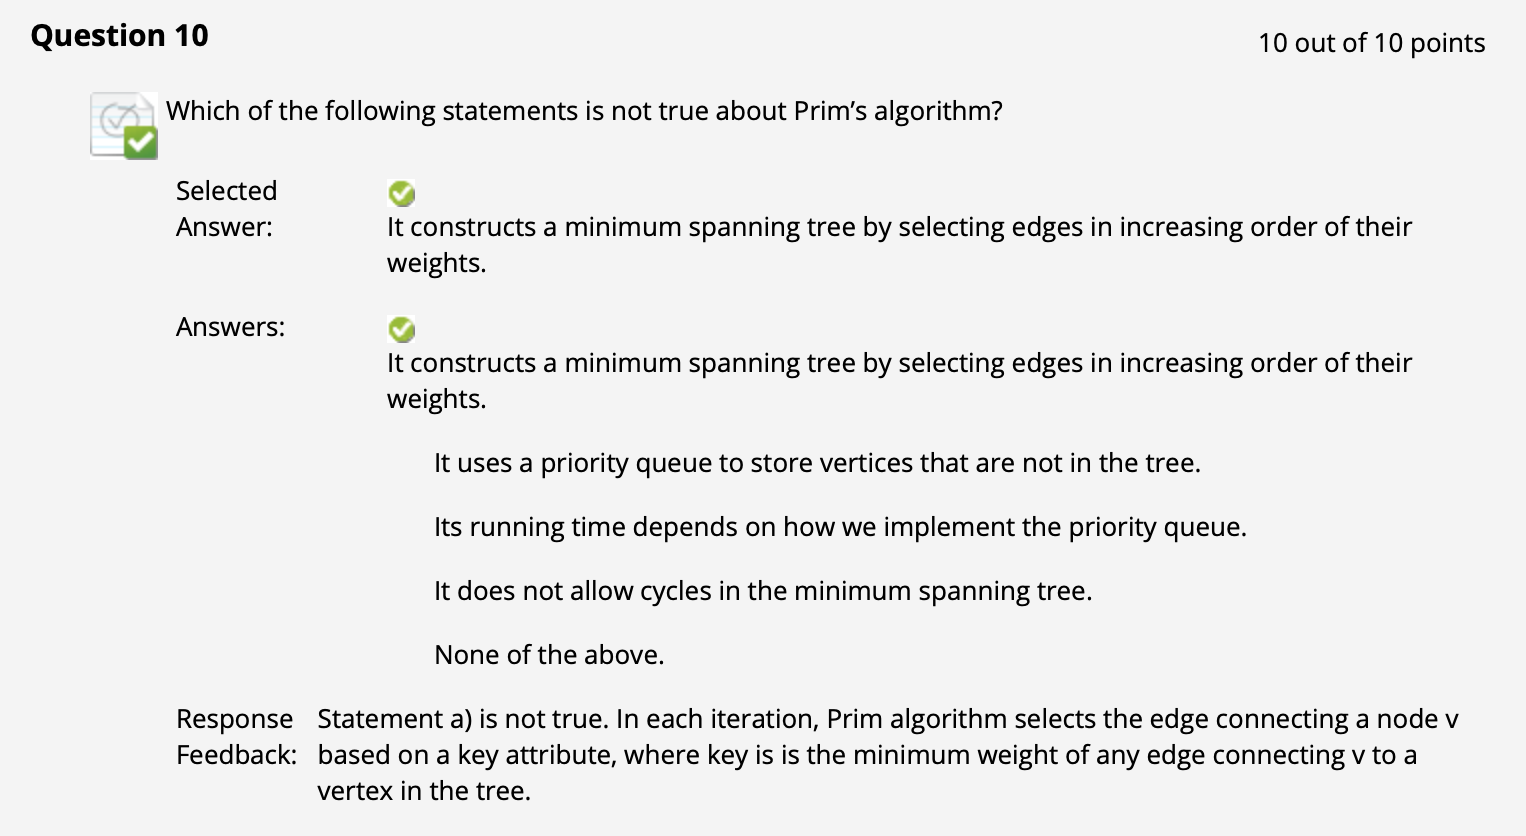 Question 10
10 out of 10 points
Which of the following statements is not true about Prim’s algorithm?
Selected
Answer:
It constructs a minimum spanning tree by selecting edges in increasing order of their
weights.
Answers:
It constructs a minimum spanning tree by selecting edges in increasing order of their
weights.
It uses a priority queue to store vertices that are not in the tree.
Its running time depends on how we implement the priority queue.
It does not allow cycles in the minimum spanning tree.
None of the above.
Response
Feedback:
Statement a) is not true. In each iteration, Prim algorithm selects the edge connecting a node v
based on a key attribute, where key is is the minimum weight of any edge connecting v to a
vertex in the tree.